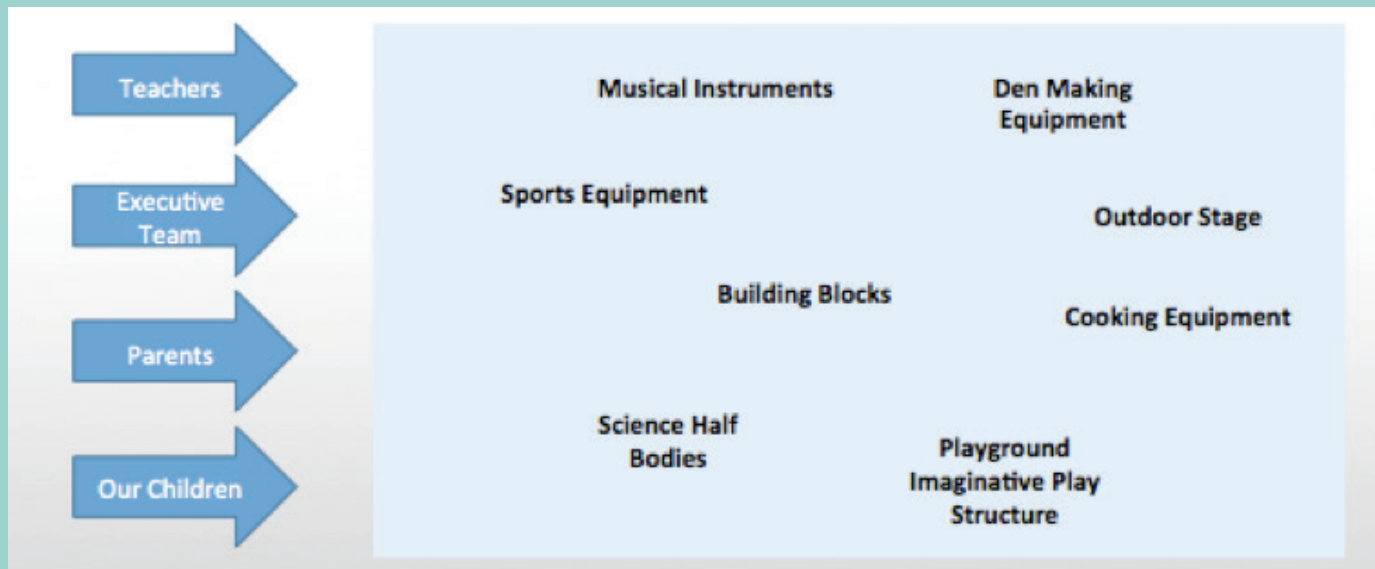 Teachers
Executive
Team
Parents
Our Children
Musical Instruments
Den Making
Equipment
Sports Equipment
Outdoor Stage
Building Blocks
Cooking Equipment
Science Half
Bodies
Playground
Imaginative Play
Structure